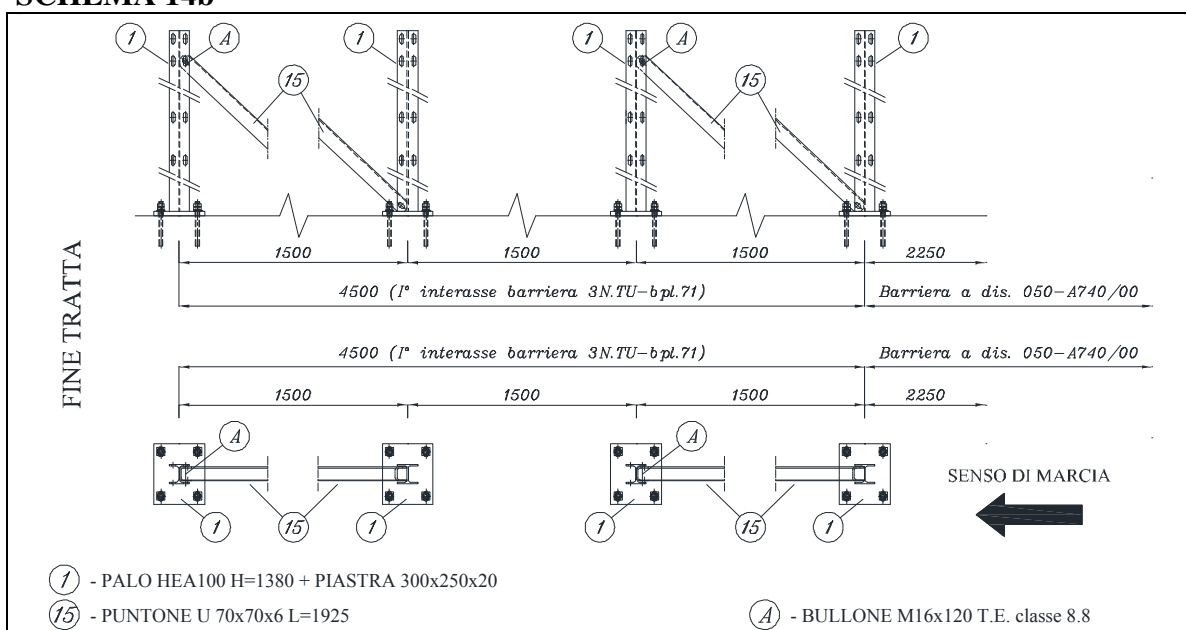 SCHEMA 14b
1 A 1 1 A 1
15 15
1500 1500 1500 2250
4500 (I° interasse barriera 3N.TU-bpl.71) Barriera a dis. 050-A740/00
FINE TRATTA
4500 (I° interasse barriera 3N.TU-bpl.71) Barriera a dis. 050-A740/00
1500 1500 1500 2250
A A
SENSO DI MARCIA
1 15 1 1 15 1
1 - PALO HEA100 H=1380 + PIASTRA 300x250x20
15 - PUNTONE U 70x70x6 L=1925
A - BULLONE M16x120 T.E. classe 8.8